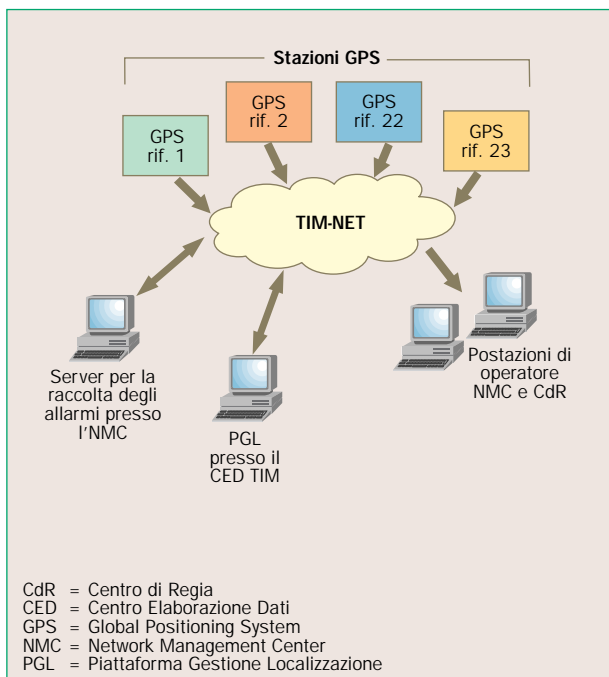 Stazioni GPS
GPS
rif. 1
GPS
rif. 2
GPS
rif. 22
GPS
rif. 23
TIM-NET
Server per la
raccolta degli
allarmi presso
l'NMC
PGL
presso il
CED TIM
Postazioni di
operatore
NMC e CdR
CdR = Centro di Regia
CED = Centro Elaborazione Dati
GPS = Global Positioning System
NMC = Network Management Center
PGL = Piattaforma Gestione Localizzazione